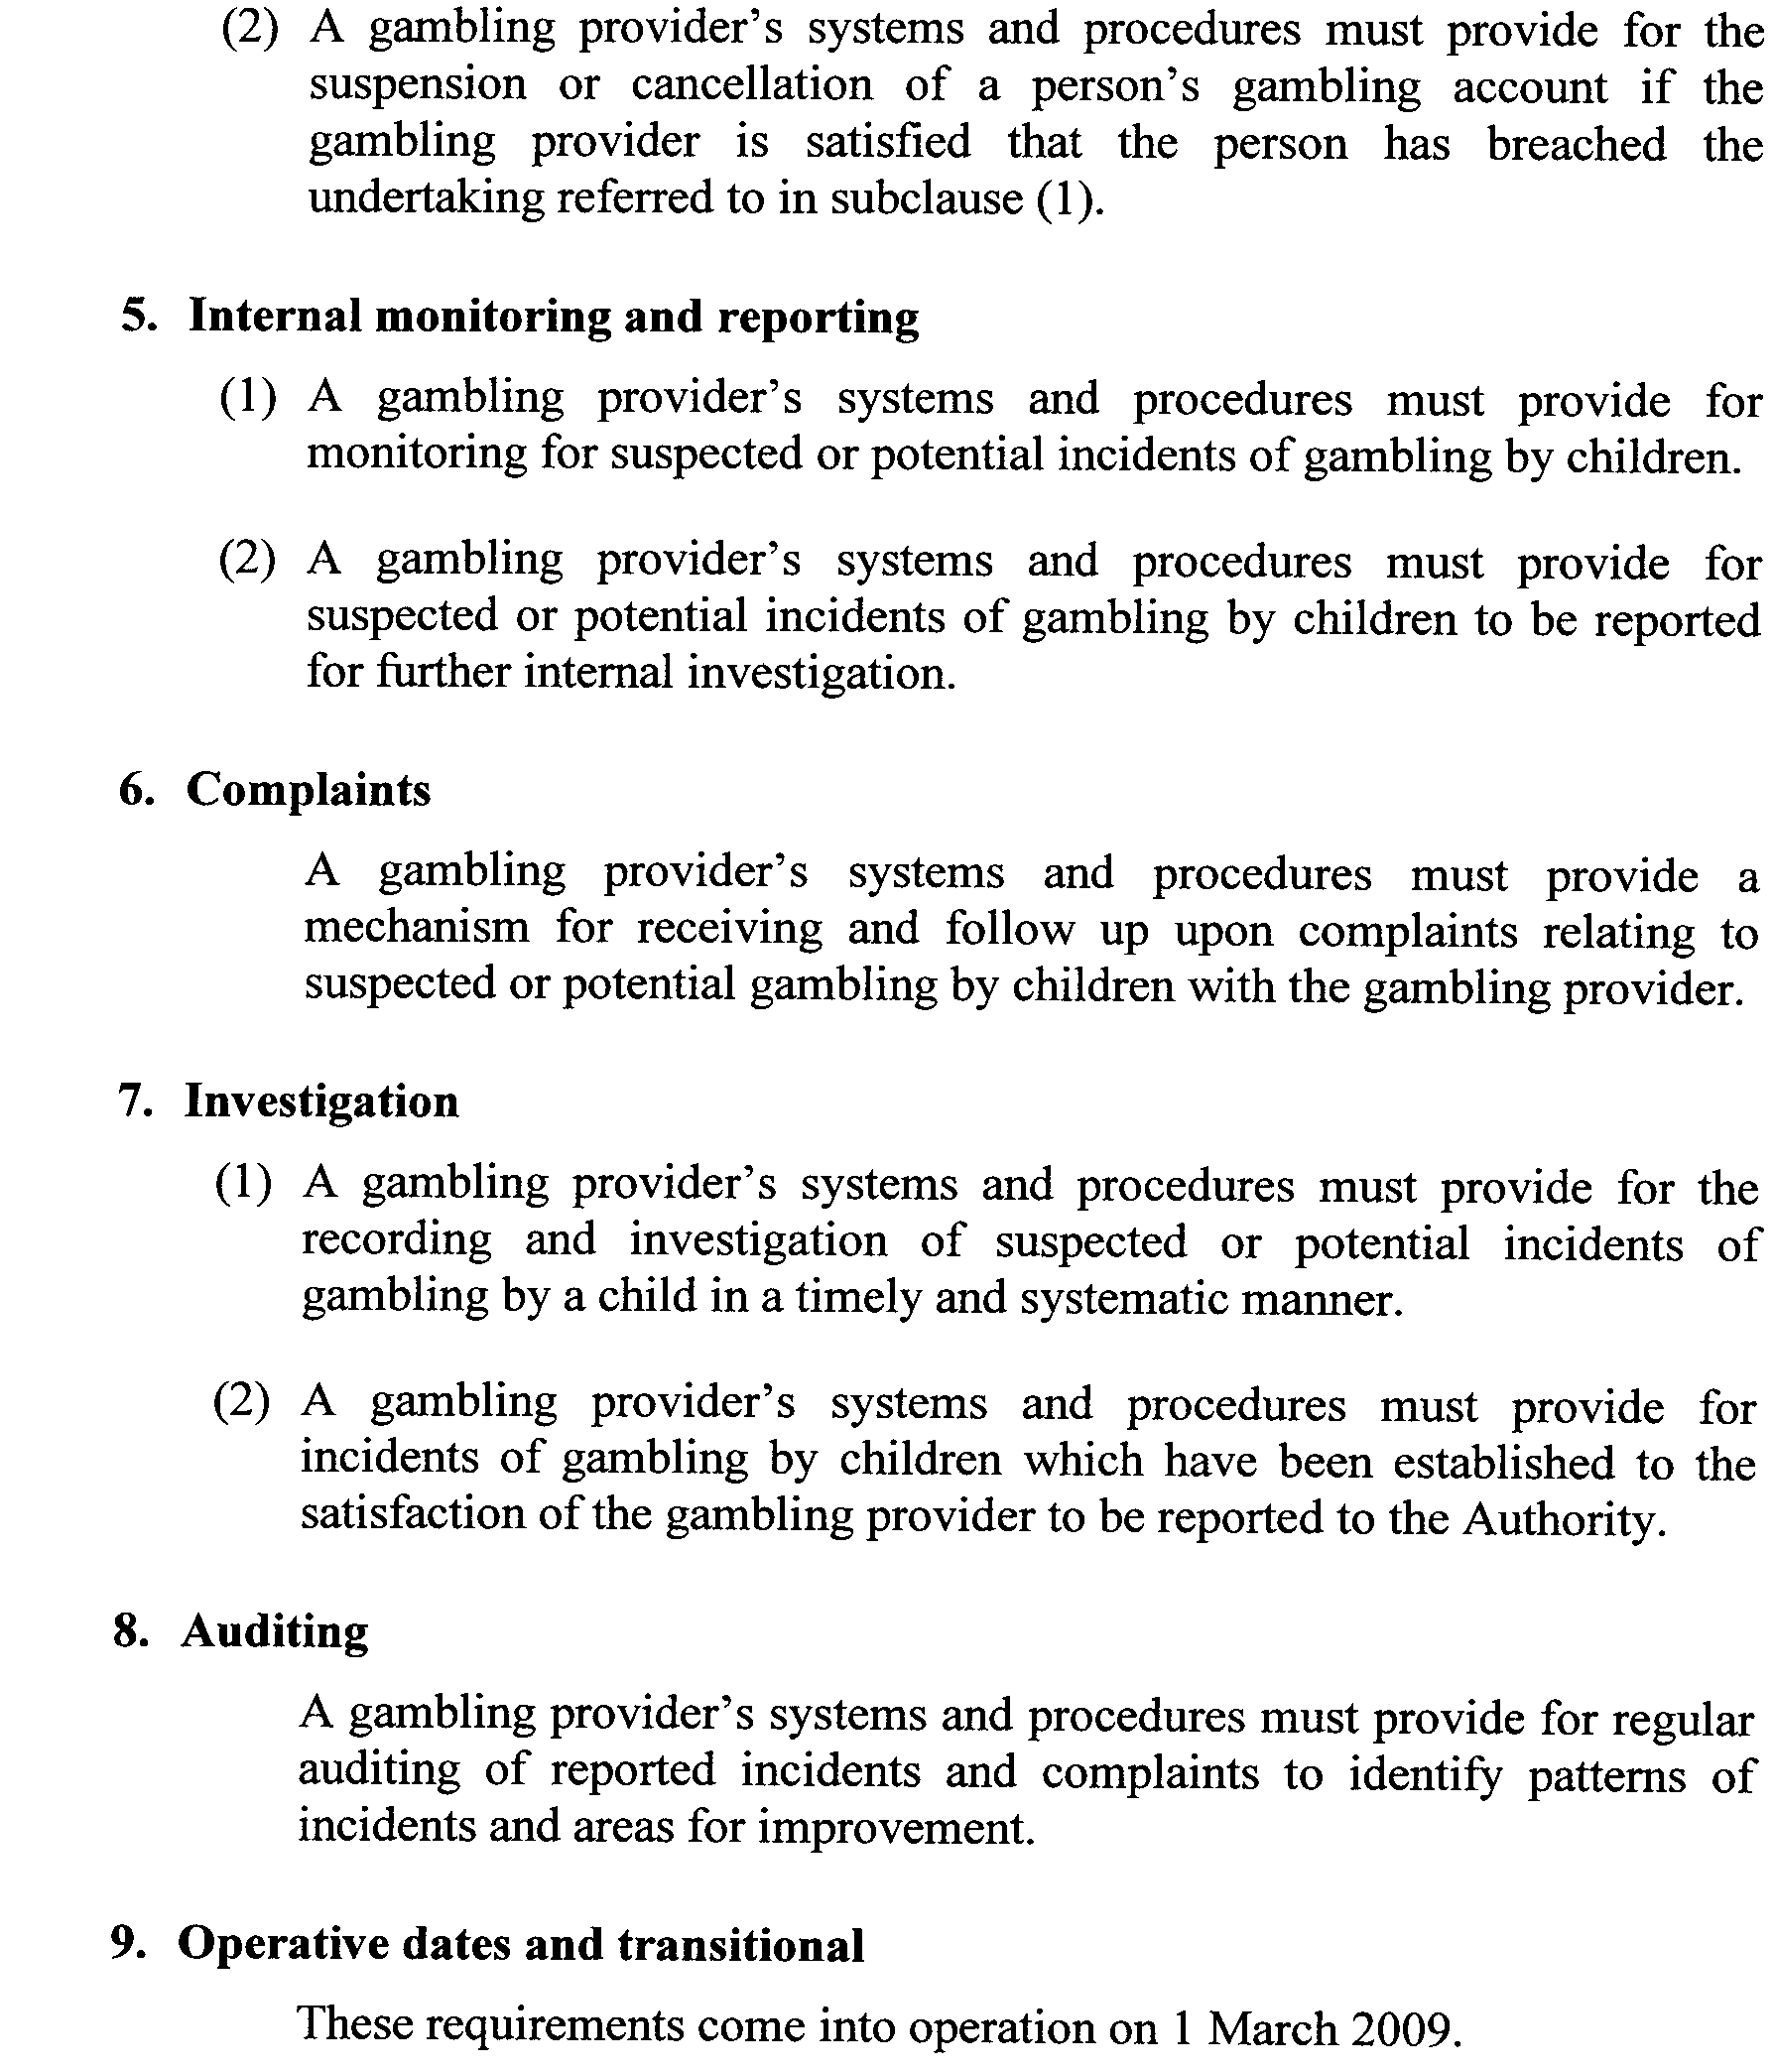 (2) A gambling provider's systems and procedures must provide for the
suspension or cancellation of a person's gambling account if the
gambling provider is satisfied that the person has breached the
undertaking referred to in subclause (1).
5. Internal monitoring and reporting
(1) A gambling provider's systems and procedures must provide for
monitoring for suspected or potential incidents of gambling by children.
(2) A gambling provider's systems and procedures must provide for
suspected or potential incidents of gambling by children to be reported
for further internal investigation.
6. Complaints
A gambling provider's systems and procedures must provide a
mechanism for receiving and follow up upon complaints relating to
suspected or potential gambling by children with the gambling provider.
7. Investigation
(1) A gambling provider's systems and procedures must provide for the
recording and investigation of suspected or potential incidents of
gambling by a child in a timely and systematic manner.
(2) A gambling provider's systems and procedures must provide for
incidents of gambling by children which have been established to the
satisfaction of the gambling provider to be reported to the Authority.
8. Auditing
A gambling provider's systems and procedures must provide for regular
auditing of reported incidents and complaints to identify patterns of
incidents and areas for improvement.
9. Operative dates and transitional
These requirements come into operation on 1 March 2009.